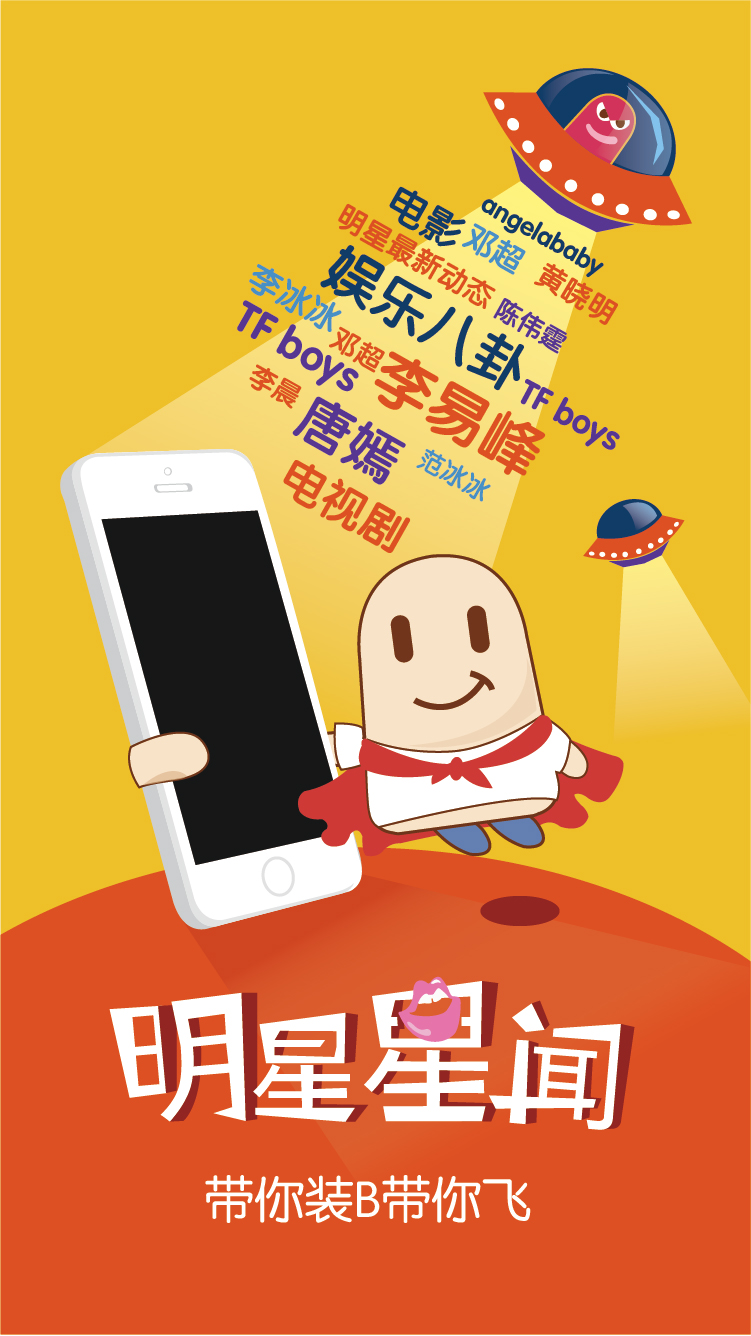 电影
angelababy
邓超
明星最新动态
黄晓明
娱乐八卦
李冰冰
陈伟霆
TF boys
邓超
李易峰
TF boys
李晨
唐嫣
范冰冰
电视剧
明星星闻
带你装B带你飞